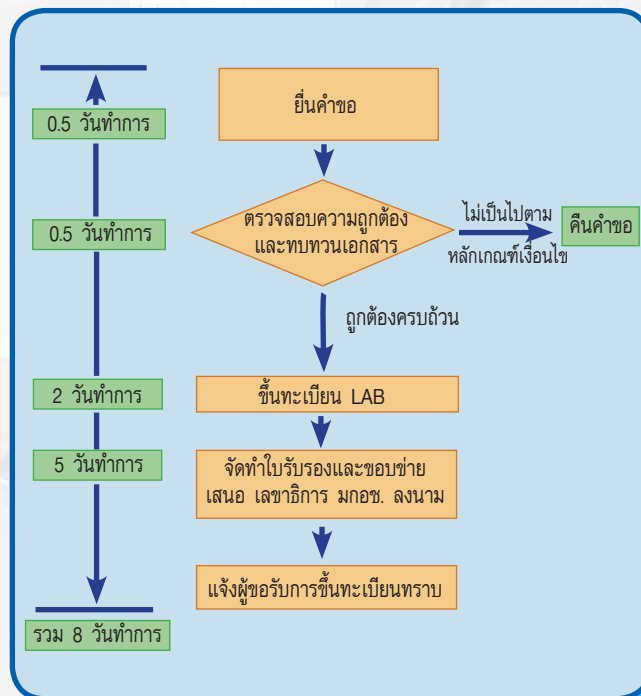 ยื่นคำขอ
0.5 วันทำการ
ตรวจสอบความถูกต้อง
และทบทวนเอกสาร
0.5 วันทำการ
ไม่เป็นไปตาม
หลักเกณฑ์เงื่อนไข
คืนคำขอ
ถูกต้องครบถ้วน
2 วันทำการ
ขึ้นทะเบียน LAB
5 วันทำการ
จัดทำใบรับรองและขอบข่าย
เสนอ เลขาธิการ มกอช. ลงนาม
แจ้งผู้ขอรับการขึ้นทะเบียนทราบ
รวม 8 วันทำการ